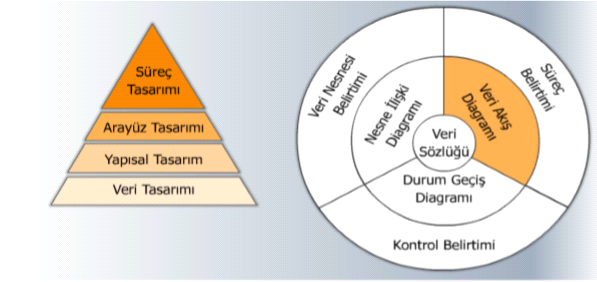 Süreç
Tasarımı
Arayüz Tasarımı
Yapısal Tasarım
Veri Tasarımı
Veri Nesnesi
Belirtimi
Nesne İlişki
Diagramı
Süreç
Belirtimi
Veri Akış
Diagramı
Veri
Sözlüğü
Durum Geçiş
Diagramı
Kontrol Belirtimi